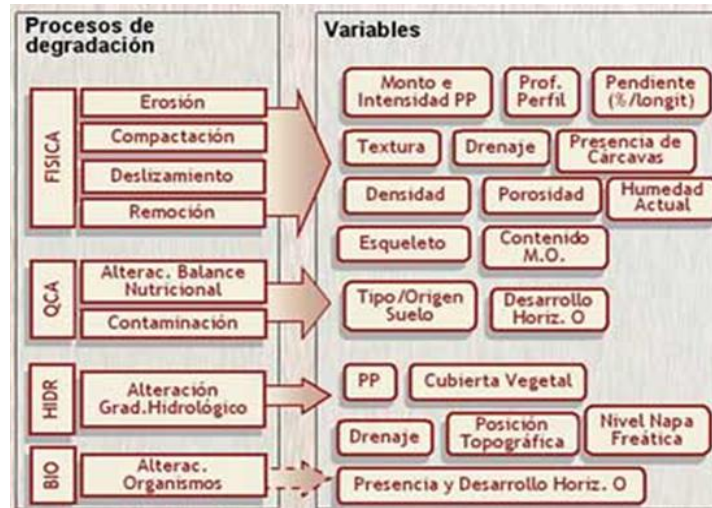 Procesos de
degradación
Variables
FISICA
Erosión
Compactación
Deslizamiento
Remoción
Monto e
Intensidad PP
Prof.
Perfil
Pendiente
(%/longit)
Textura
Drenaje
Presencia de
Cárcavas
Densidad
Porosidad
Humedad
Actual
Esqueleto
Contenido
M.O.
QCA
Alterac. Balance
Nutricional
Contaminación
Tipo/Origen
Suelo
Desarrollo
Horiz. O
HIDR
Alteración
Grad.Hidrológico
PP
Cubierta Vegetal
Drenaje
Posición
Topográfica
Nivel Napa
Freática
BIO
Alterac.
Organismos
Presencia y Desarrollo Horiz. O